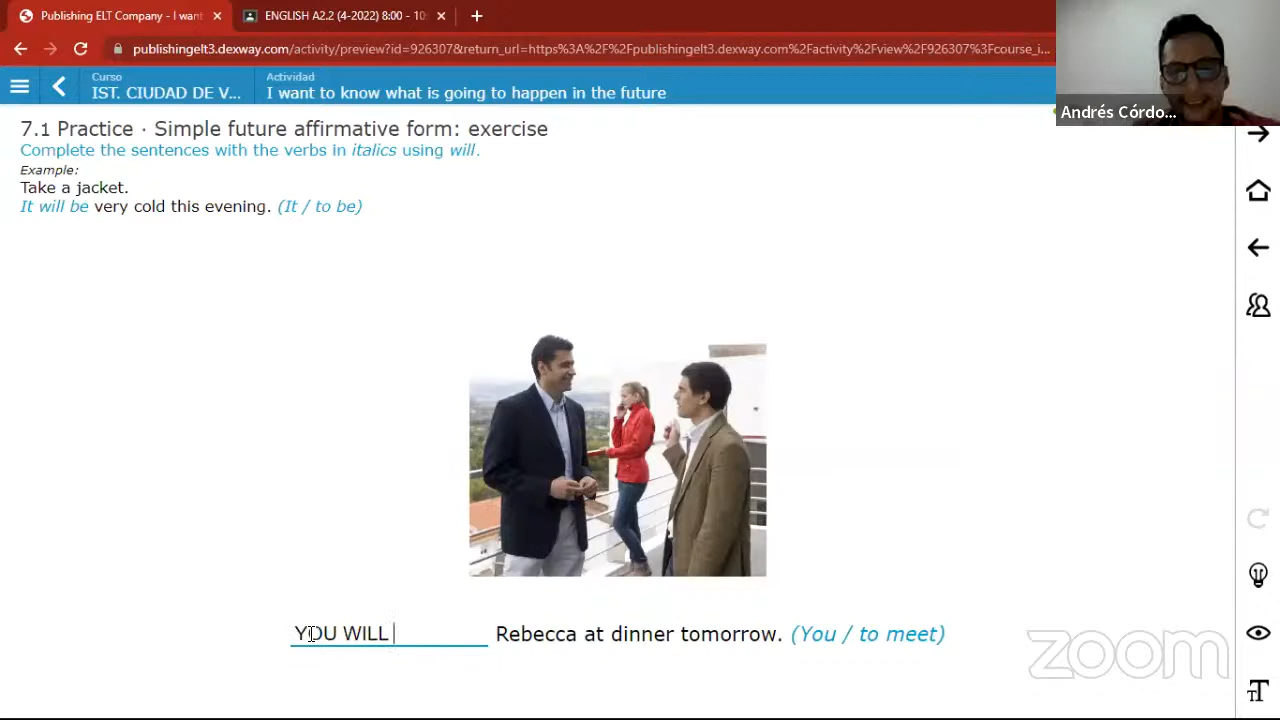 Publishing ELT Company - I want
ENGLISH A2.2 (4-2022) 8:00 - 10:
publishingelt3.dexway.com/activity/preview?id=926307&return_url=https%3A%2F%2Fpublishingelt3.dexway.com%2Factivity%2Fview%2F926307%3Fcourse_i...
Curso
IST. CIUDAD DE V...
Actividad
I want to know what is going to happen in the future
Andrés Córdo...
7.1 Practice · Simple future affirmative form: exercise
Complete the sentences with the verbs in italics using will.
Example:
Take a jacket.
It will be very cold this evening. (It / to be)
YOU WILL Rebecca at dinner tomorrow. (You / to meet)
zoom
T